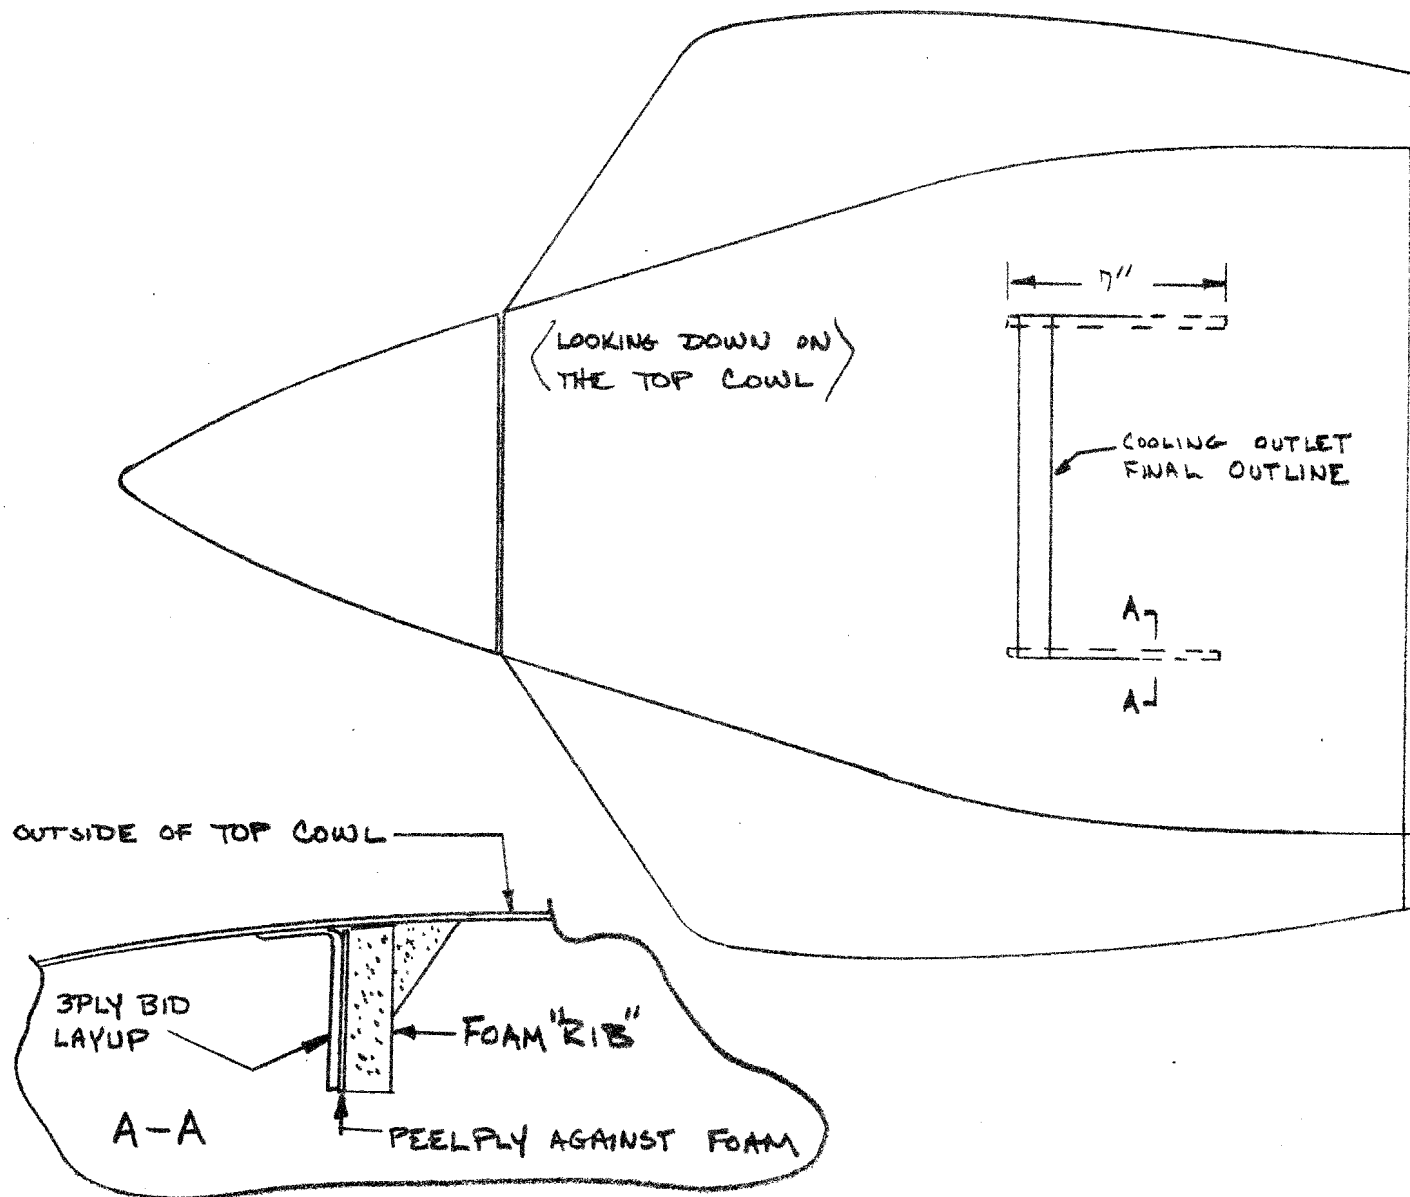 7"
<LOOKING DOWN ON
THE TOP COWL>
COOLING OUTLET
FINAL OUTLINE
A
A
OUTSIDE OF TOP COWL
3PLY BID
LAYUP
FOAM "RIB"
A-A
PEELPLY AGAINST FOAM